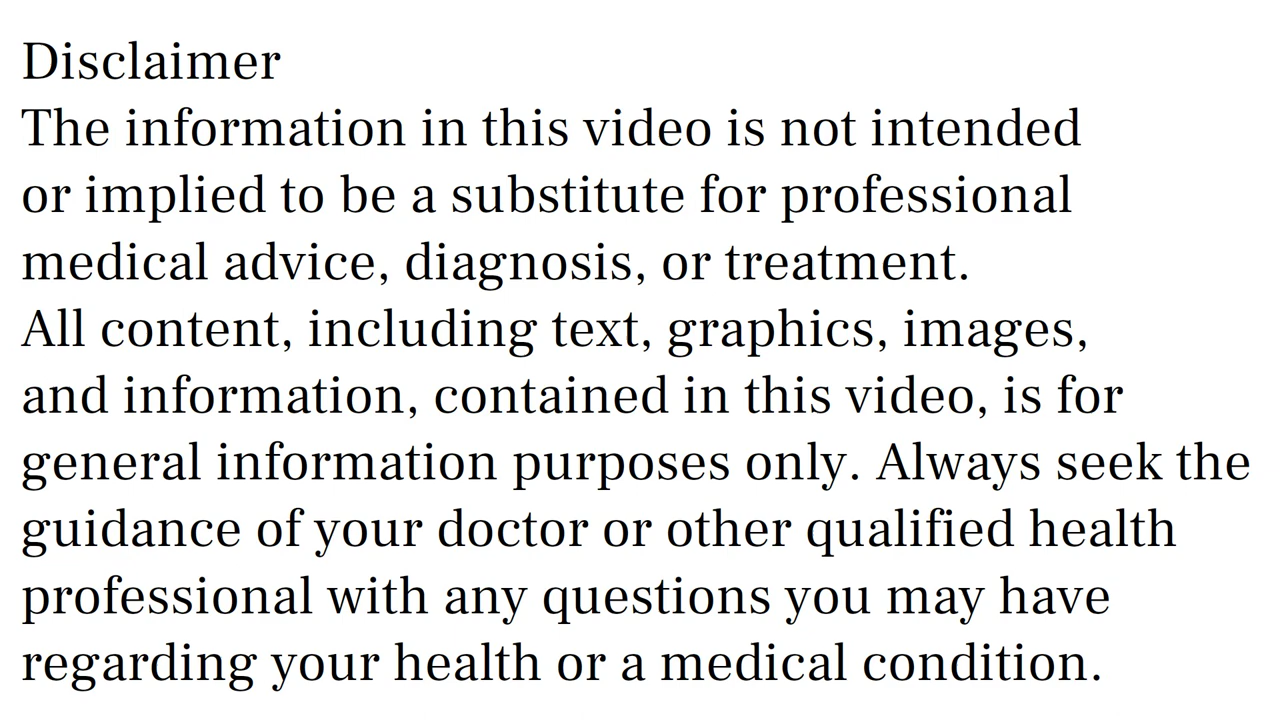 Disclaimer
The information in this video is not intended
or implied to be a substitute for professional
medical advice, diagnosis, or treatment.
All content, including text, graphics, images,
and information, contained in this video, is for
general information purposes only. Always seek the
guidance of your doctor or other qualified health
professional with any questions you may have
regarding your health or a medical condition.